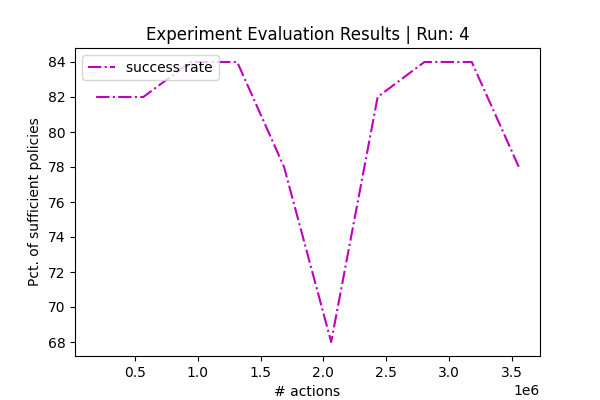 Experiment Evaluation Results | Run: 4
success rate
Pct. of sufficient policies
84
82
80
78
76
74
72
70
68
0.5 1.0 1.5 2.0 2.5 3.0 3.5
1e6
# actions